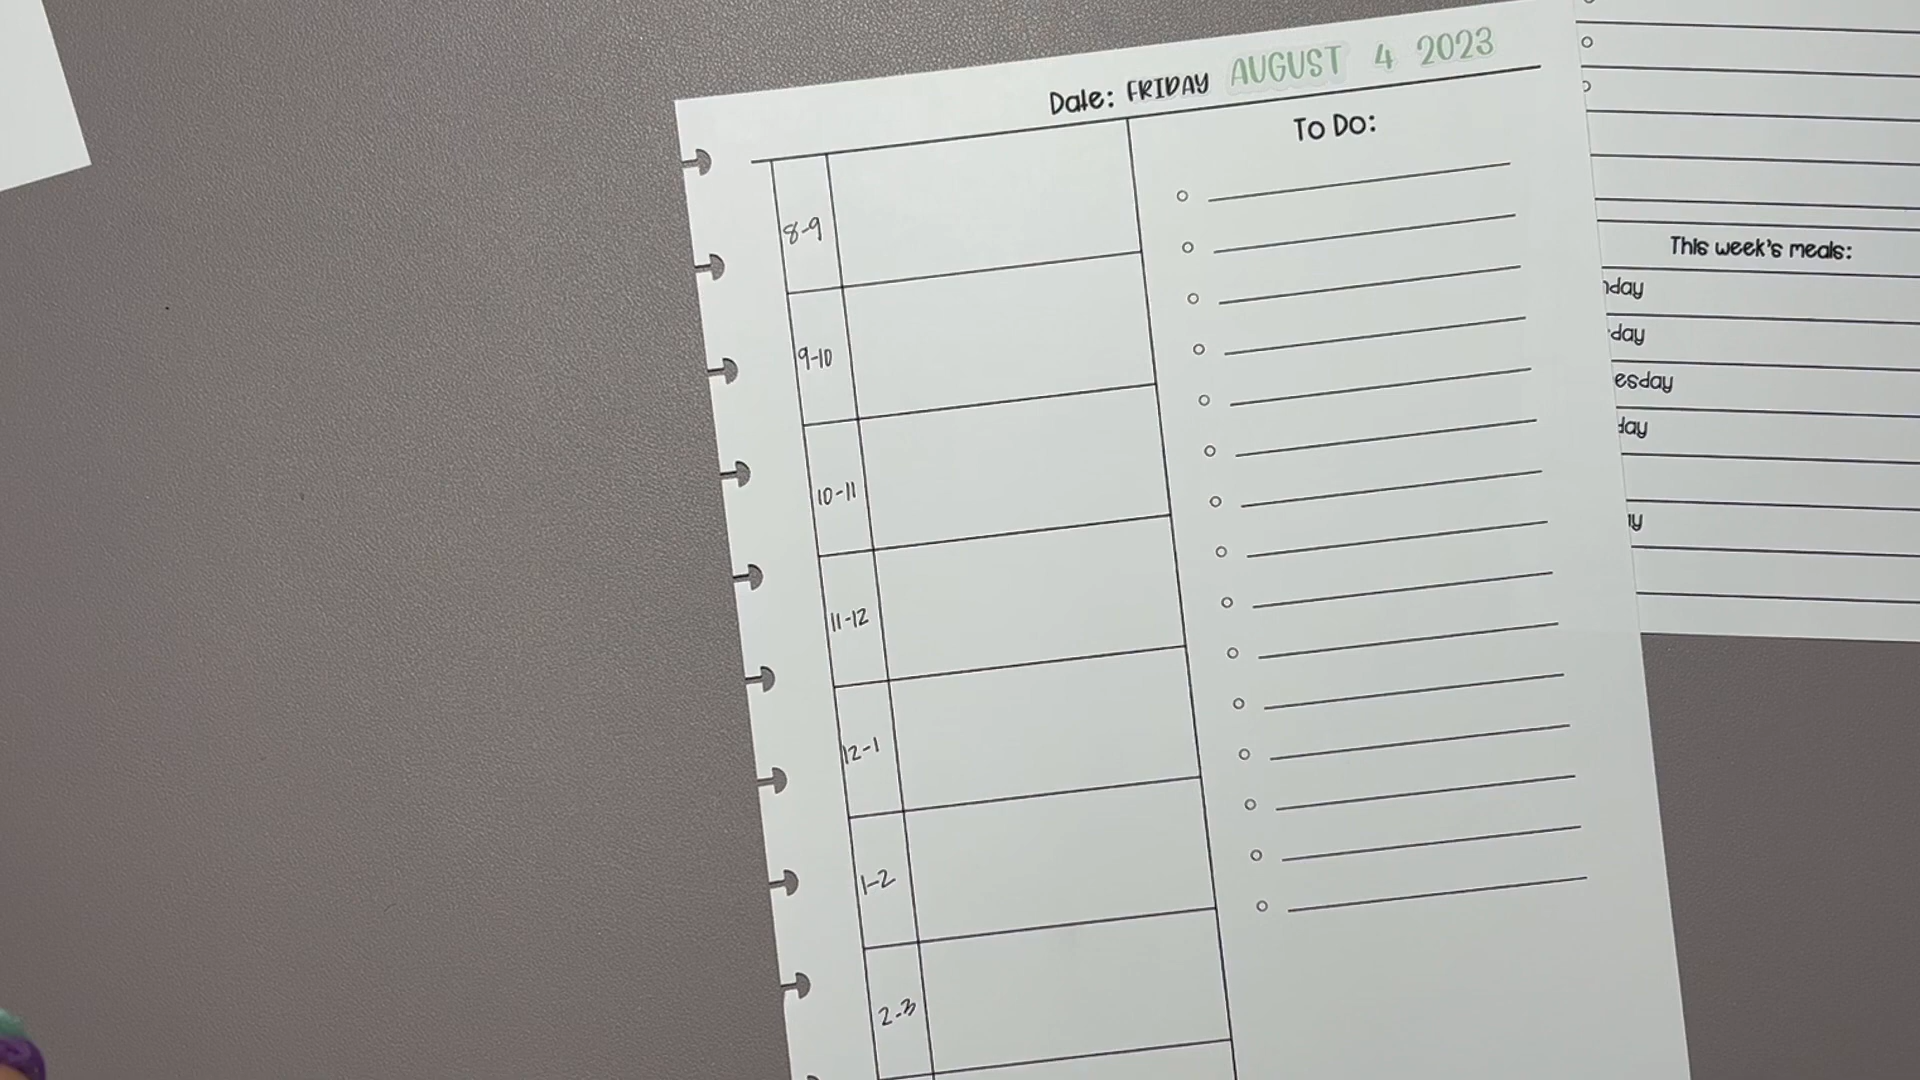 Date: FRIDAY AUGUST 4 2023
To Do:
8-9
9-10
10-11
11-12
12-1
1-2
2-3
This week's meals: